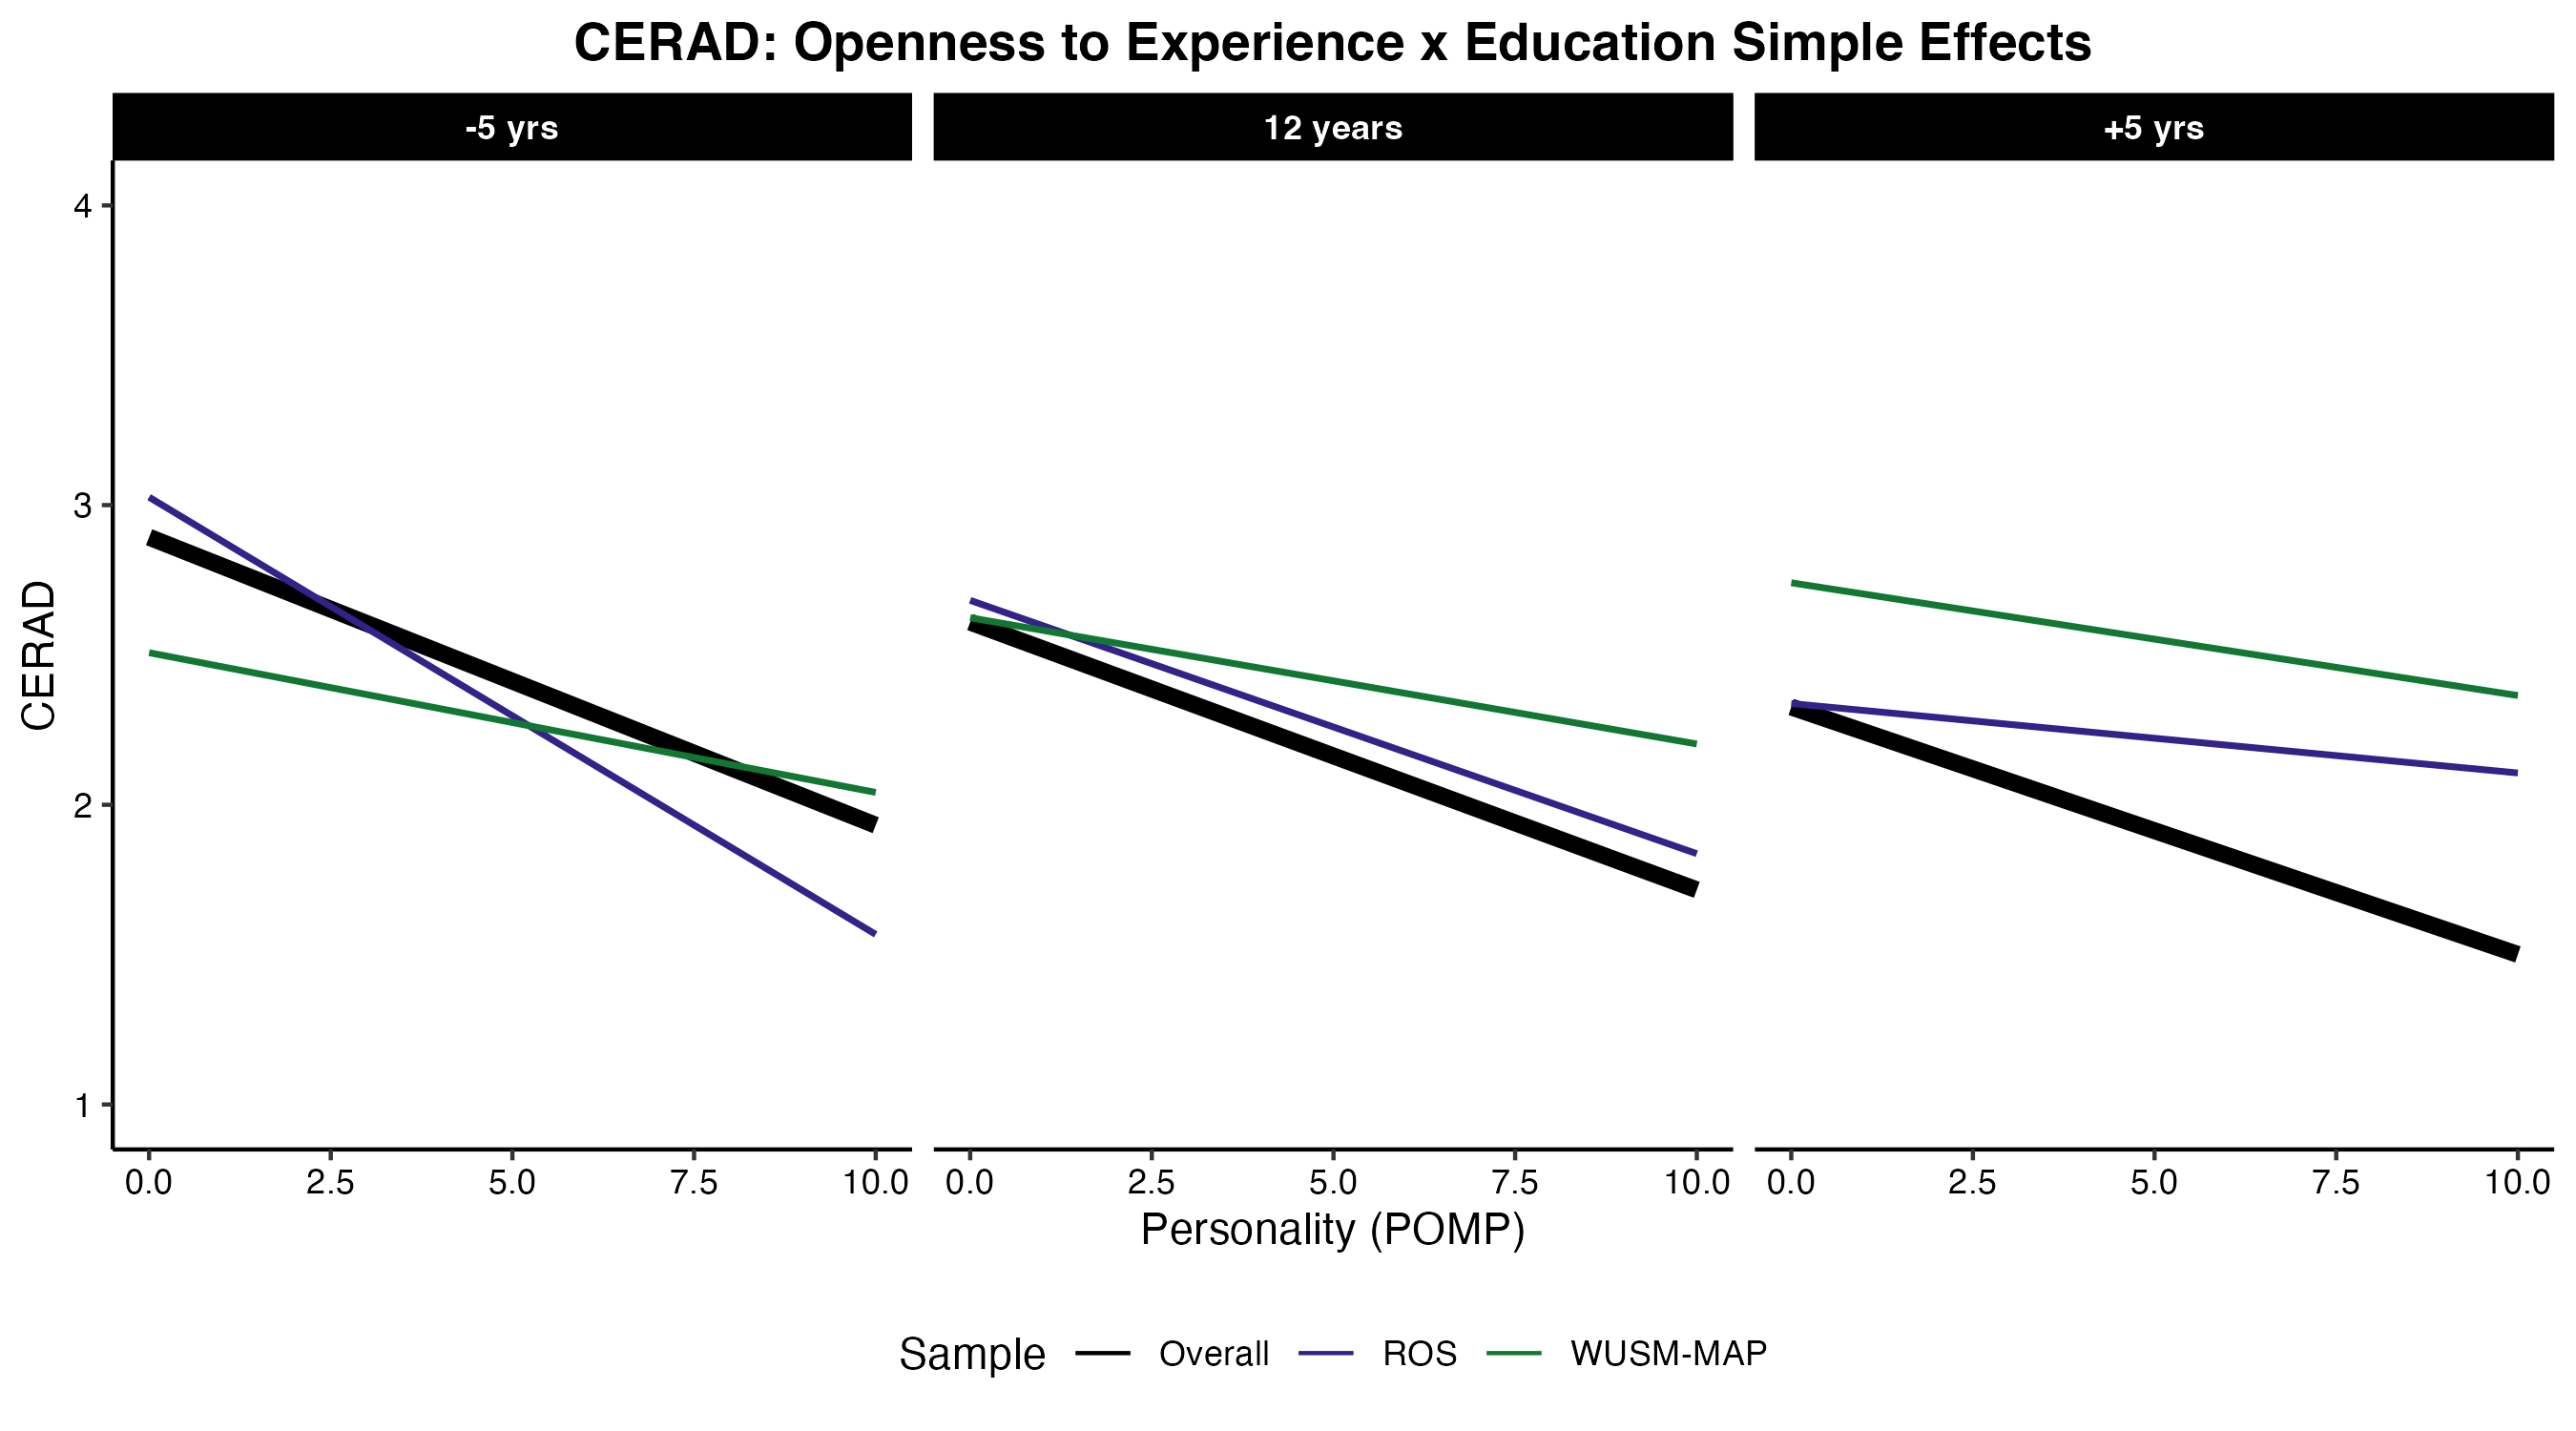 CERAD: Openness to Experience x Education Simple Effects
-5 yrs 12 years +5 yrs
4
3
2
1
CERAD
0.0 2.5 5.0 7.5 10.0 0.0 2.5 5.0 7.5 10.0 0.0 2.5 5.0 7.5 10.0
Personality (POMP)
Sample Overall ROS WUSM-MAP